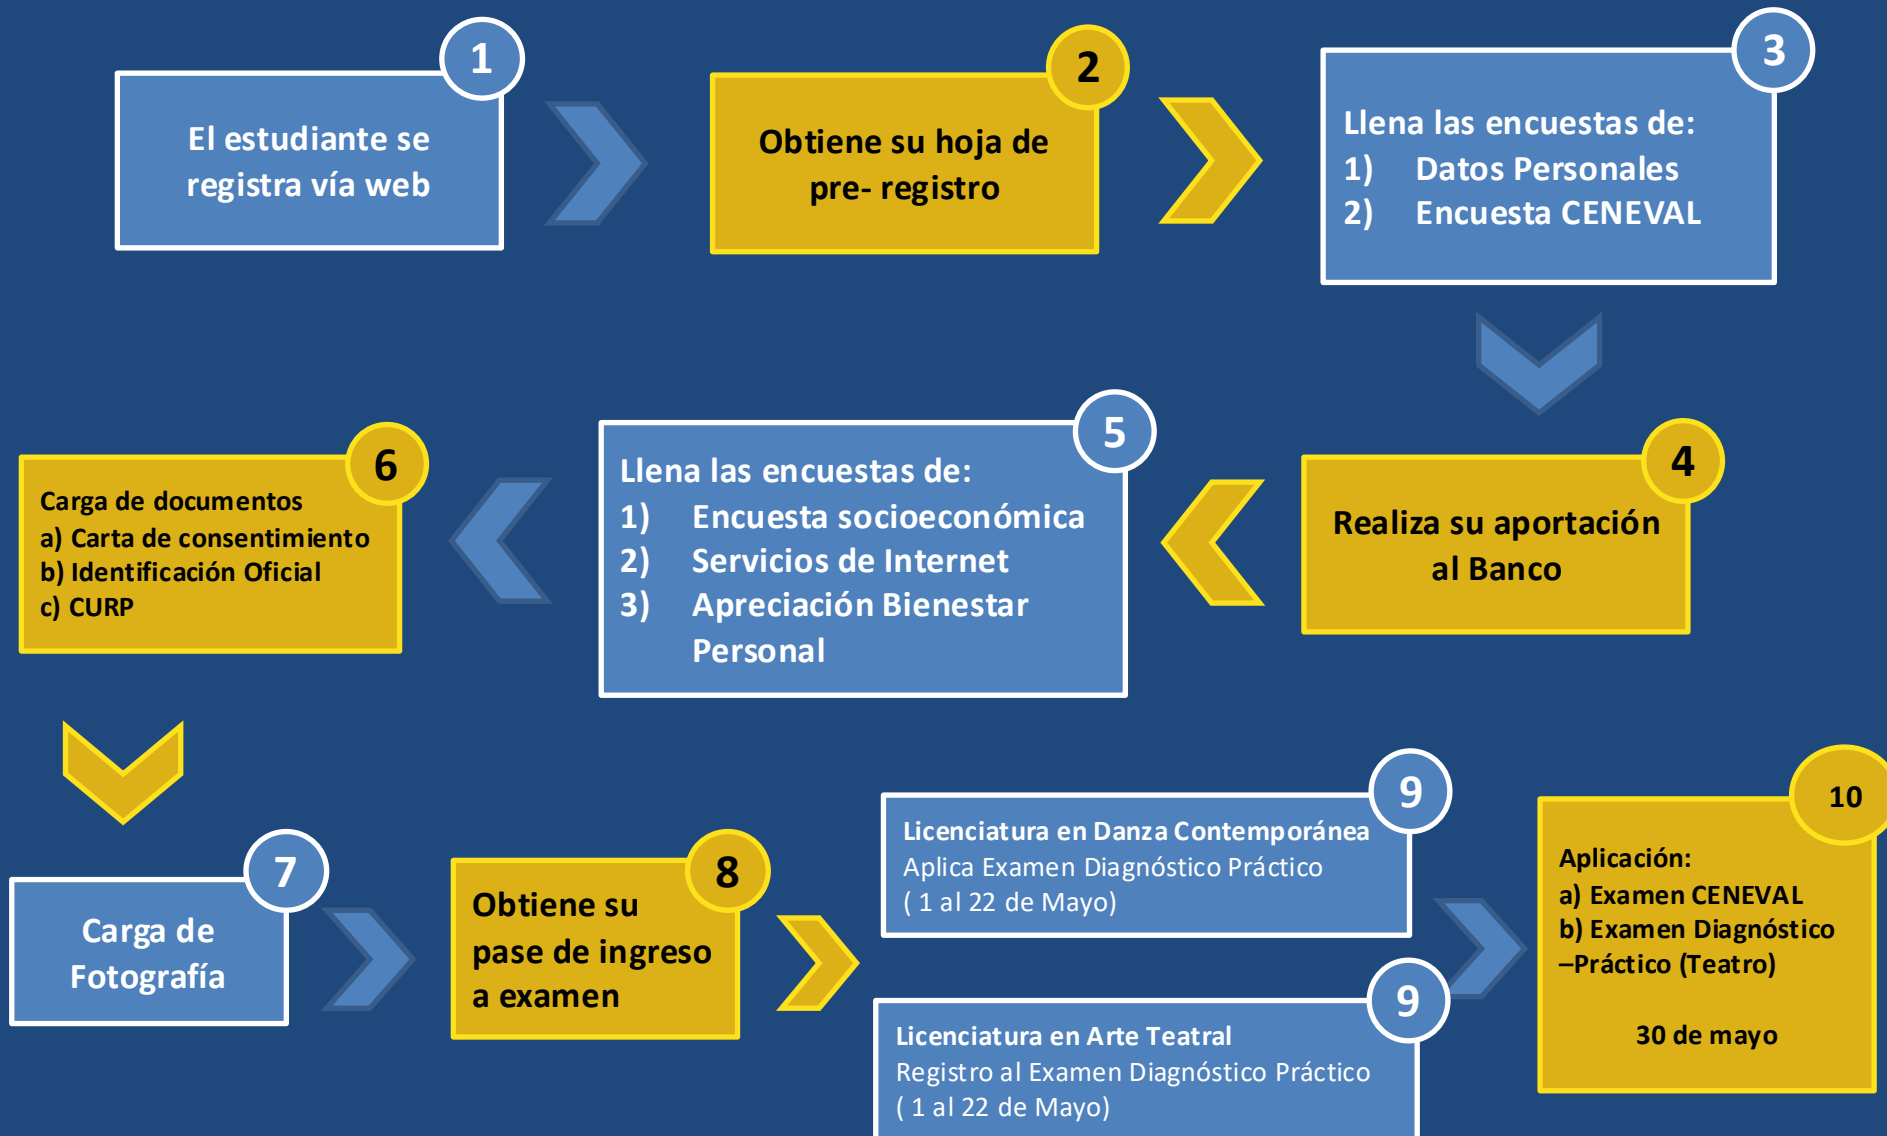 1
El estudiante se
registra vía web
2
Obtiene su hoja de
pre- registro
3
Llena las encuestas de:
1) Datos Personales
2) Encuesta CENEVAL
4
Realiza su aportación
al Banco
5
Llena las encuestas de:
1) Encuesta socioeconómica
2) Servicios de Internet
3) Apreciación Bienestar
Personal
6
Carga de documentos
a) Carta de consentimiento
b) Identificación Oficial
c) CURP
7
Carga de
Fotografía
8
Obtiene su
pase de ingreso
a examen
9
Licenciatura en Danza Contemporánea
Aplica Examen Diagnóstico Práctico
( 1 al 22 de Mayo)
9
Licenciatura en Arte Teatral
Registro al Examen Diagnóstico Práctico
( 1 al 22 de Mayo)
10
Aplicación:
a) Examen CENEVAL
b) Examen Diagnóstico
–Práctico (Teatro)
30 de mayo